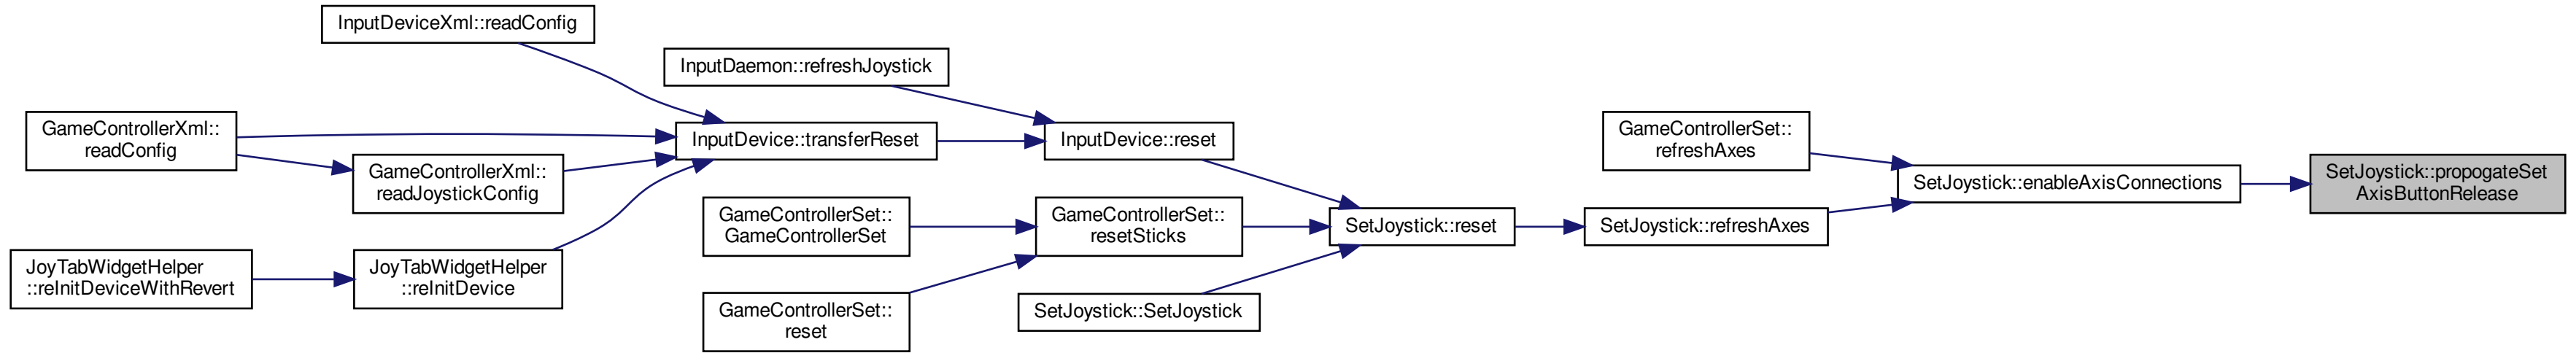 InputDeviceXml::readConfig
InputDaemon::refreshJoystick
GameControllerXml::
readConfig
InputDevice::transferReset
InputDevice::reset
GameControllerSet::
refreshAxes
GameControllerXml::
readJoystickConfig
SetJoystick::enableAxisConnections
SetJoystick::propogateSet
AxisButtonRelease
GameControllerSet::
GameControllerSet
GameControllerSet::
resetSticks
SetJoystick::reset
SetJoystick::refreshAxes
JoyTabWidgetHelper
::reInitDeviceWithRevert
JoyTabWidgetHelper
::reInitDevice
GameControllerSet::
reset
SetJoystick::SetJoystick